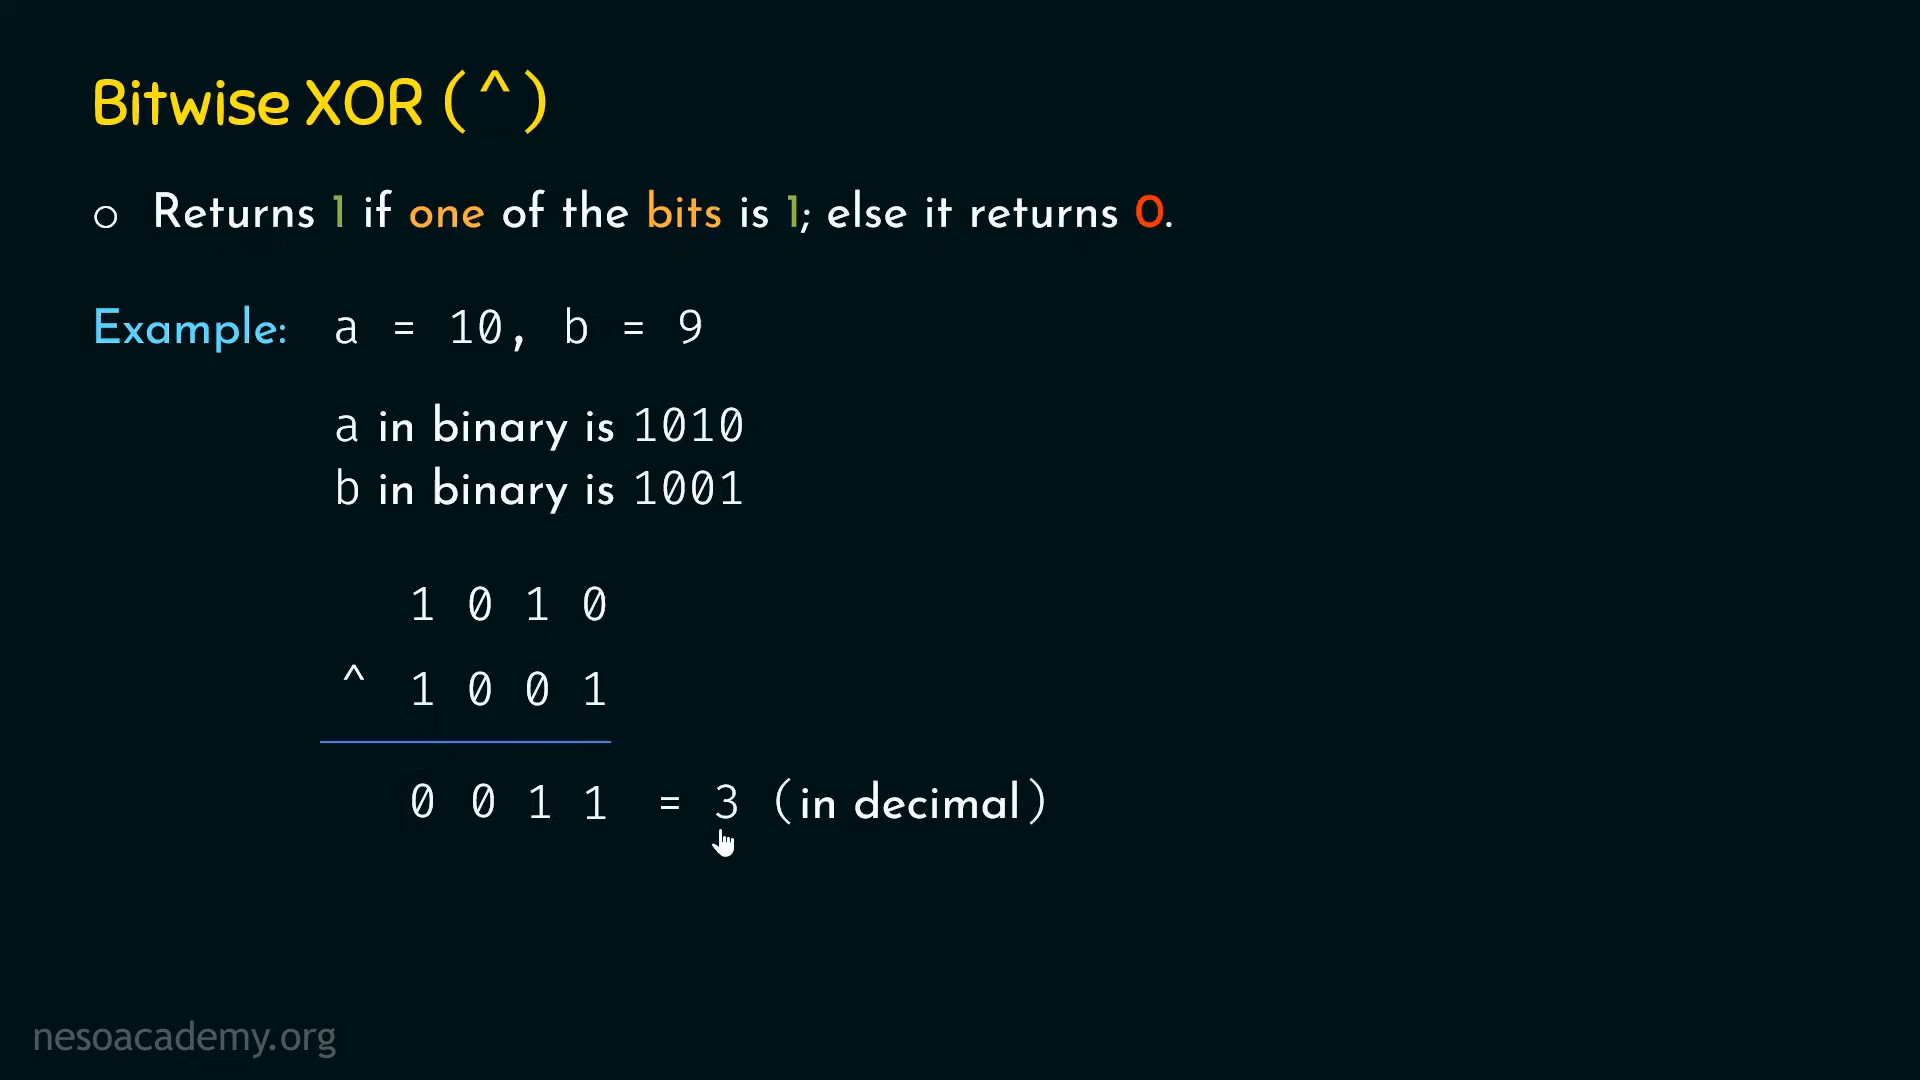 Bitwise XOR (^)
○ Returns 1 if one of the bits is 1; else it returns 0.
Example: a = 10, b = 9
a in binary is 1010
b in binary is 1001
1 0 1 0
^ 1 0 0 1
0 0 1 1 = 3 (in decimal)
nesoacademy.org